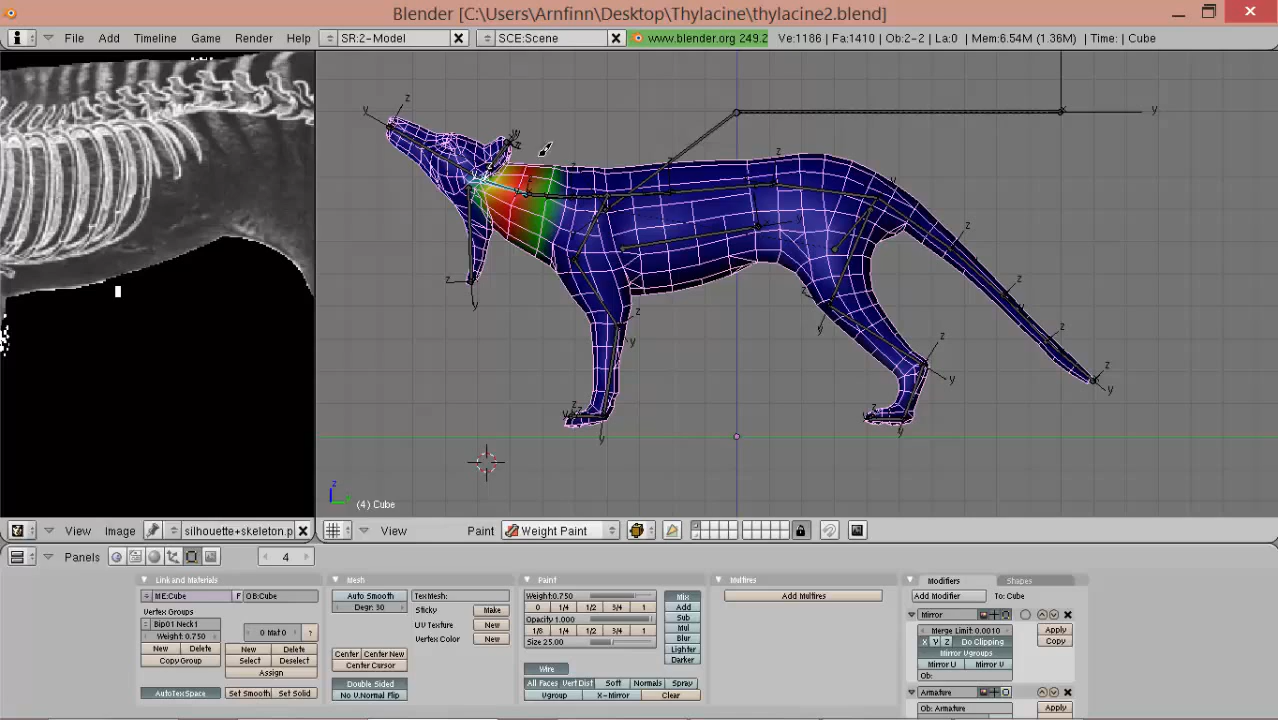 Blender [C:\Users\Arnfinn\Desktop\Thylacine\thylacine2.blend]
File Add Timeline Game Render Help SR:2-Model SCE:Scene www.blender.org 249.2 Ve:1186 Fa:1410 Ob:2-2 La:0 Mem:6.54M (1.36M) Time: | Cube
(4) Cube
View Image silhouette+skeleton.p View Paint Weight Paint
Panels 4
Link and Materials
ME:Cube F OB:Cube
Vertex Groups
Bip01 Neck1
Weight: 0.750
New Delete
Copy Group
0 Mat 0 ?
New Delete
Select Deselect
Assign
AutoTexSpace Set Smooth Set Solid
Mesh
Auto Smooth
Degr: 30
TexMesh:
Sticky Make
UV Texture New
Vertex Color New
Center Center New
Center Cursor
Double Sided
No V.Normal Flip
Paint
Weight:0.750
0 1/4 1/2 3/4 1
Opacity 1.000
1/8 1/4 1/2 3/4 1
Size 25.00
Mix
Add
Sub
Mul
Blur
Lighter
Darker
Wire
All Faces Vert Dist Soft Normals Spray
Vgroup X-Mirror Clear
Multires
Add Multires
Modifiers Shapes
Add Modifier To: Cube
Mirror
Merge Limit: 0.0010
X Y Z Do Clipping
Mirror Vgroups
Mirror U Mirror V
Ob:
Apply
Copy
Armature
Ob: Armature
Apply